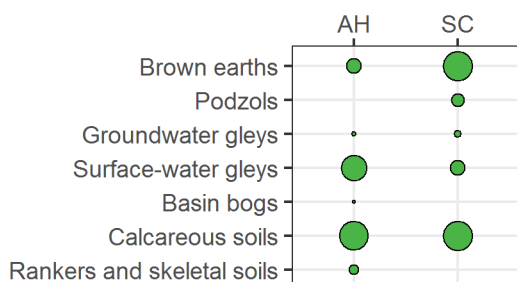 AH SC
Brown earths
Podzols
Groundwater gleys
Surface-water gleys
Basin bogs
Calcareous soils
Rankers and skeletal soils